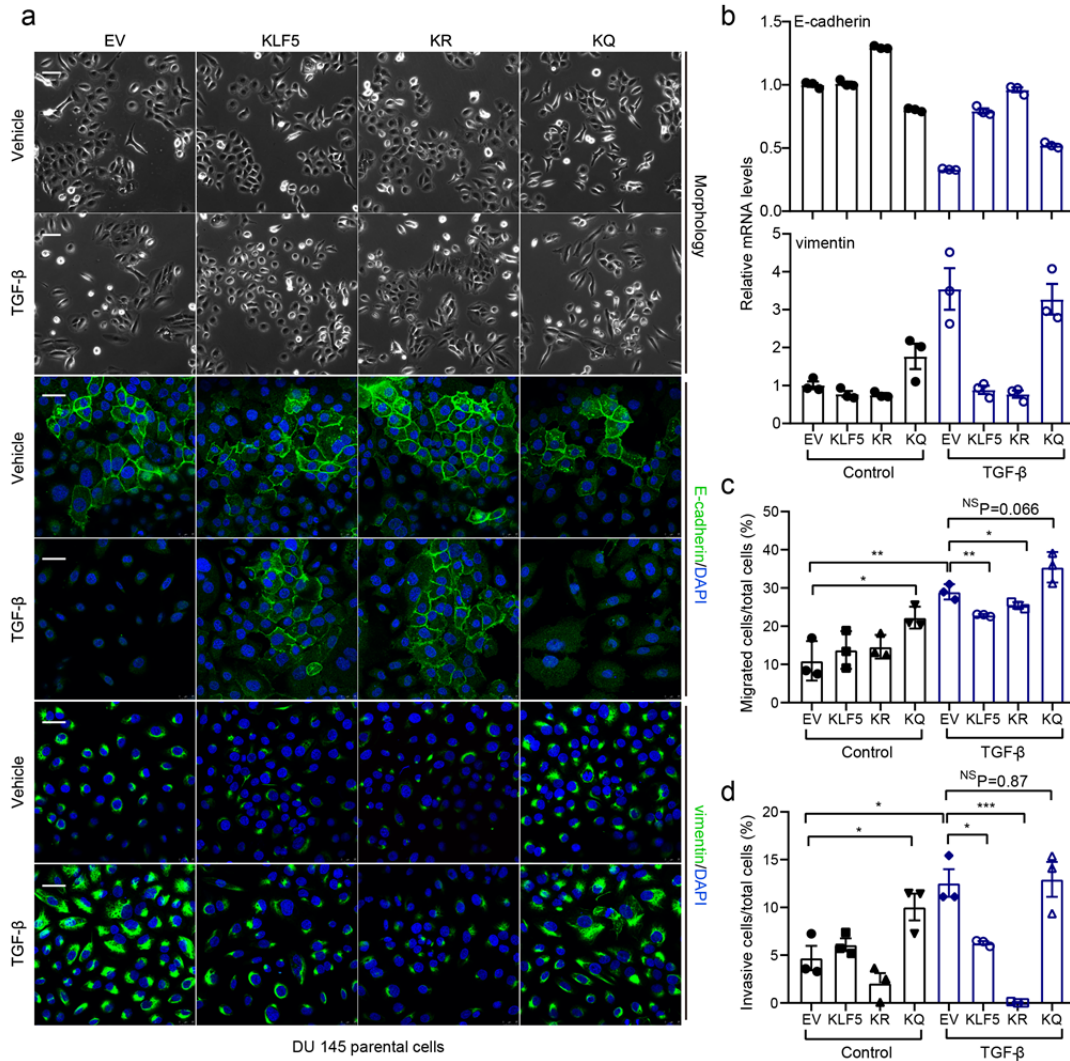 a
EV KLF5 KR KQ
Vehicle
TGF-β
Morphology
Vehicle
TGF-β
E-cadherin/DAPI
Vehicle
TGF-β
vimentin/DAPI
DU 145 parental cells
b
E-cadherin
1.5
1.0
0.5
0.0
Relative mRNA levels
vimentin
5
4
3
2
1
0
EV KLF5 KR KQ EV KLF5 KR KQ
Control TGF-β
c
NSP=0.066
*
** **
*
Migrated cells/total cells (%)
50
40
30
20
10
0
EV KLF5 KR KQ EV KLF5 KR KQ
Control TGF-β
d
NSP=0.87
* ***
* *
Invasive cells/total cells (%)
20
15
10
5
0
EV KLF5 KR KQ EV KLF5 KR KQ
Control TGF-β